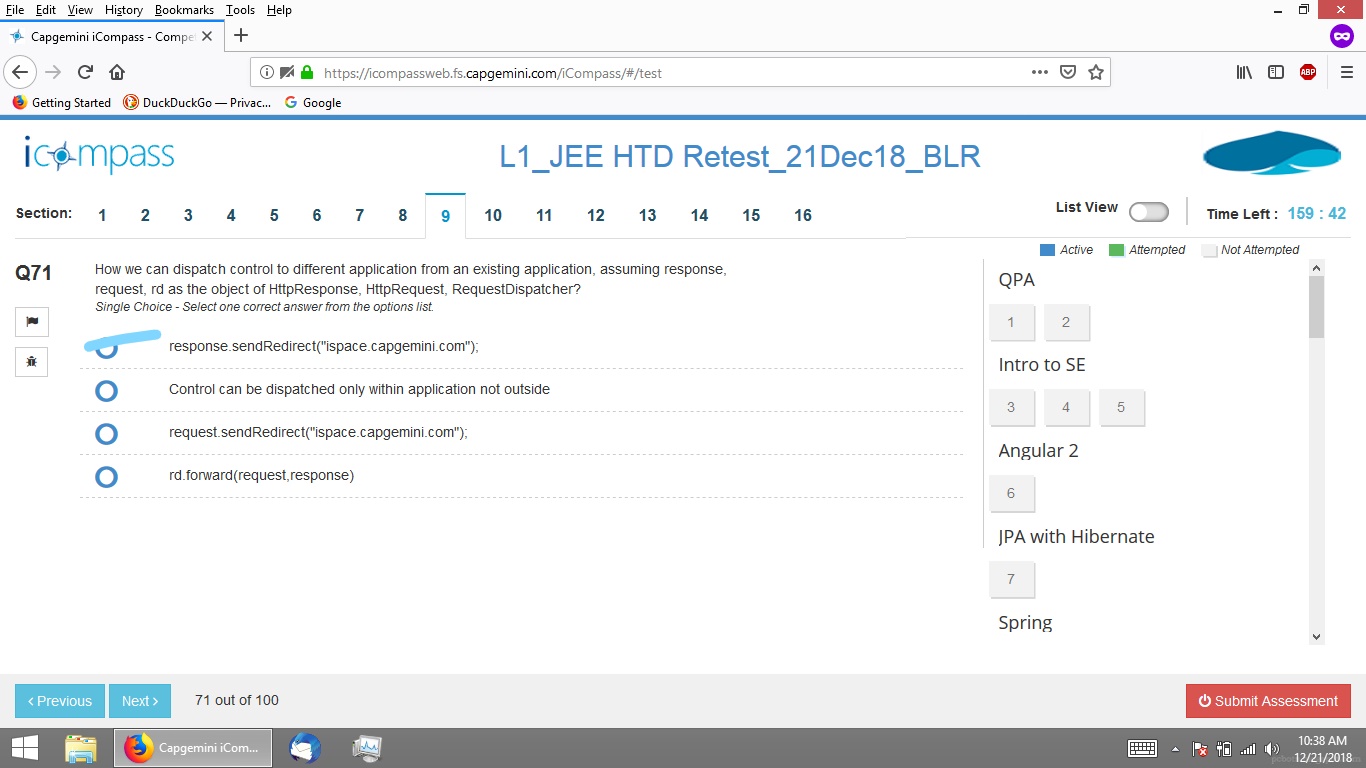 File Edit View History Bookmarks Tools Help
Capgemini iCompass - Compe
https://icompassweb.fs.capgemini.com/iCompass/#/test
ABP
Getting Started DuckDuckGo — Privac... Google
icompass
L1_JEE HTD Retest_21Dec18_BLR
Section: 1 2 3 4 5 6 7 8 9 10 11 12 13 14 15 16
List View
Time Left : 159 : 42
Active Attempted Not Attempted
Q71
How we can dispatch control to different application from an existing application, assuming response,
request, rd as the object of HttpResponse, HttpRequest, RequestDispatcher?
Single Choice - Select one correct answer from the options list.
response.sendRedirect("ispace.capgemini.com");
Control can be dispatched only within application not outside
request.sendRedirect("ispace.capgemini.com");
rd.forward(request,response)
QPA
1 2
Intro to SE
3 4 5
Angular 2
6
JPA with Hibernate
7
Spring
Previous Next
71 out of 100
Submit Assessment
Capgemini iCom...
10:38 AM
12/21/2018